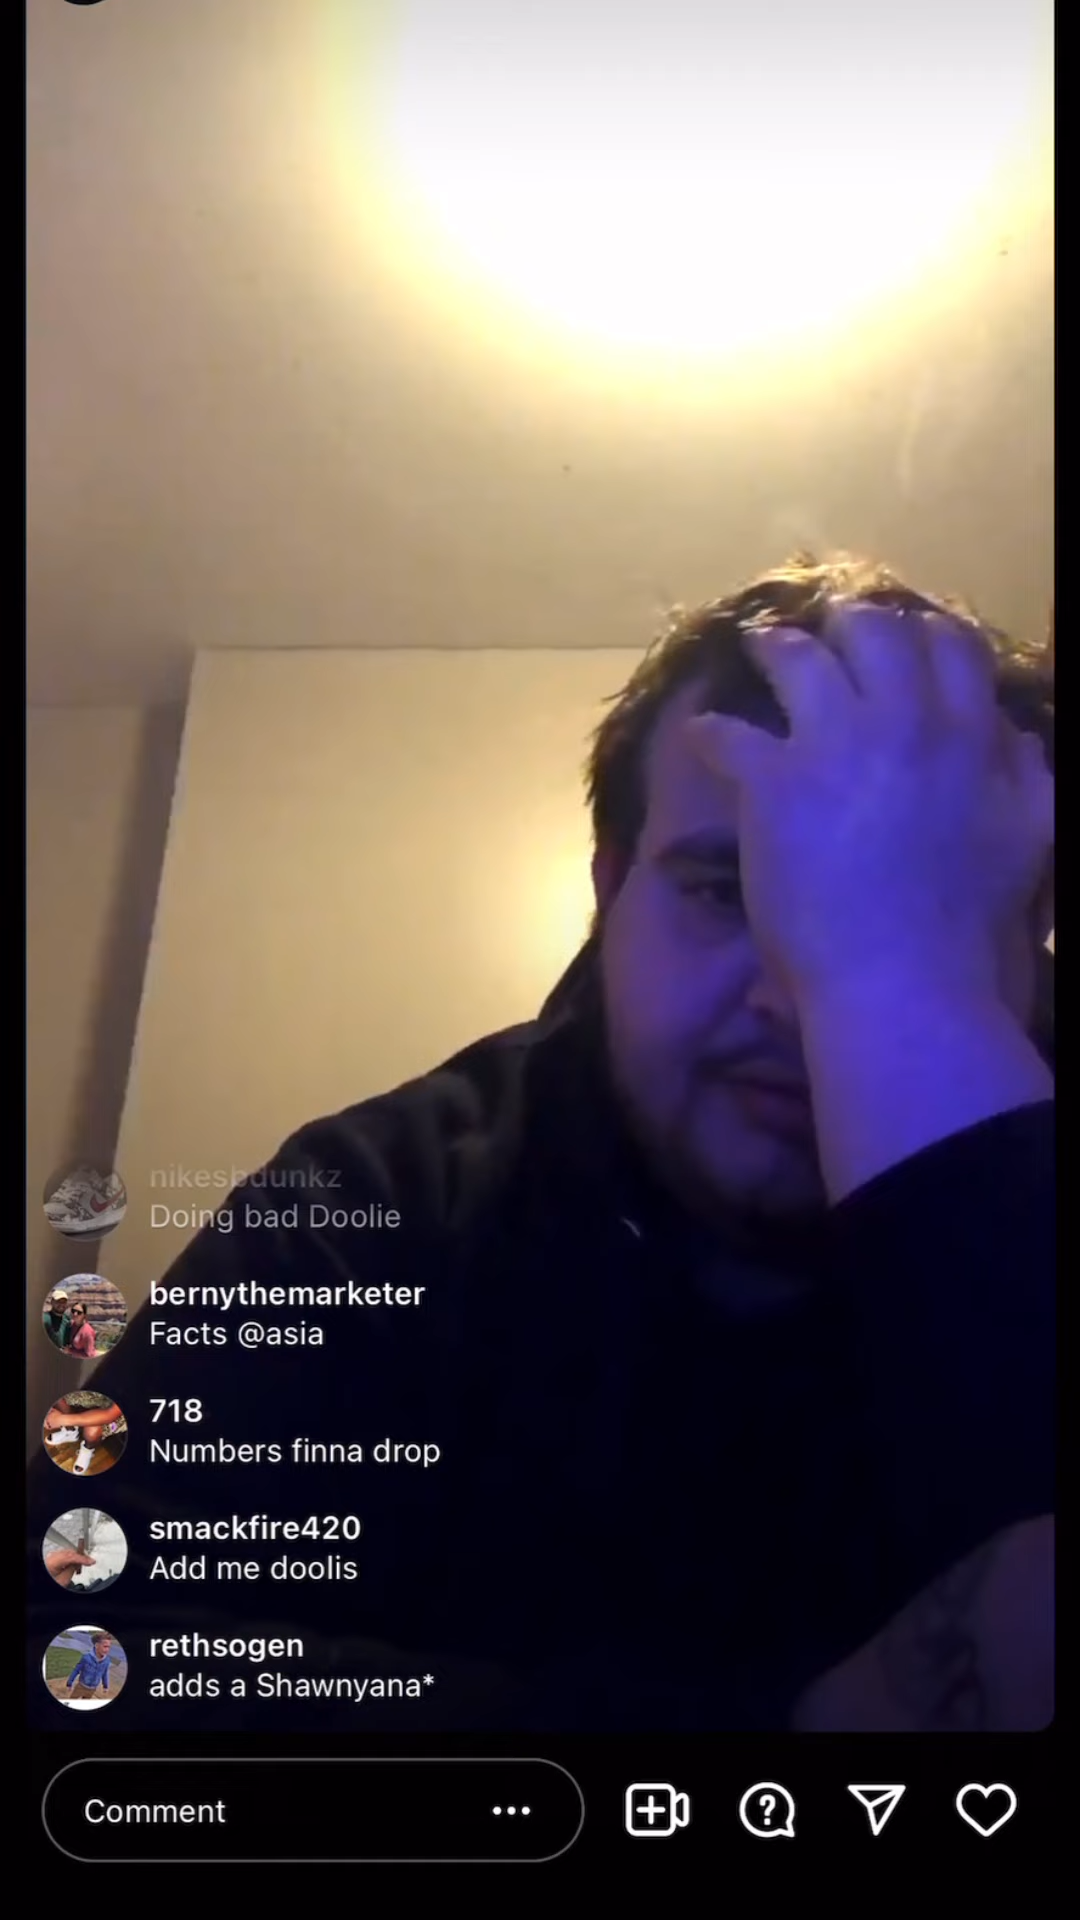 nikesbdunkz
Doing bad Doolie
bernythemarketer
Facts @asia
718
Numbers finna drop
smackfire420
Add me doolis
rethsogen
adds a Shawnyana*
Comment